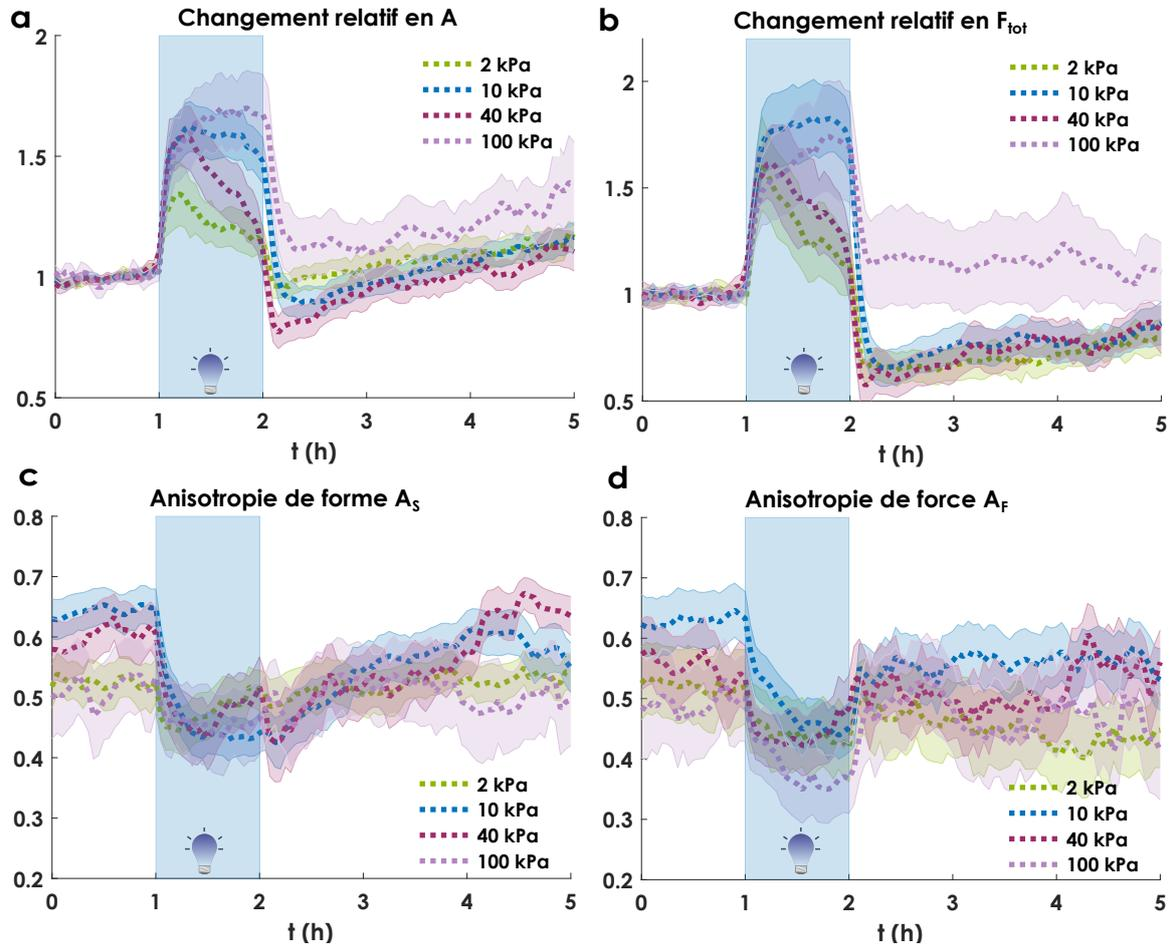 a
Changement relatif en A
2
1.5
1
0.5
0 1 2 3 4 5
t (h)
2 kPa
10 kPa
40 kPa
100 kPa
b
Changement relatif en Ftot
2
1.5
1
0.5
0 1 2 3 4 5
t (h)
2 kPa
10 kPa
40 kPa
100 kPa
c
Anisotropie de forme AS
0.8
0.7
0.6
0.5
0.4
0.3
0.2
0 1 2 3 4 5
t (h)
2 kPa
10 kPa
40 kPa
100 kPa
d
Anisotropie de force AF
0.8
0.7
0.6
0.5
0.4
0.3
0.2
0 1 2 3 4 5
t (h)
2 kPa
10 kPa
40 kPa
100 kPa